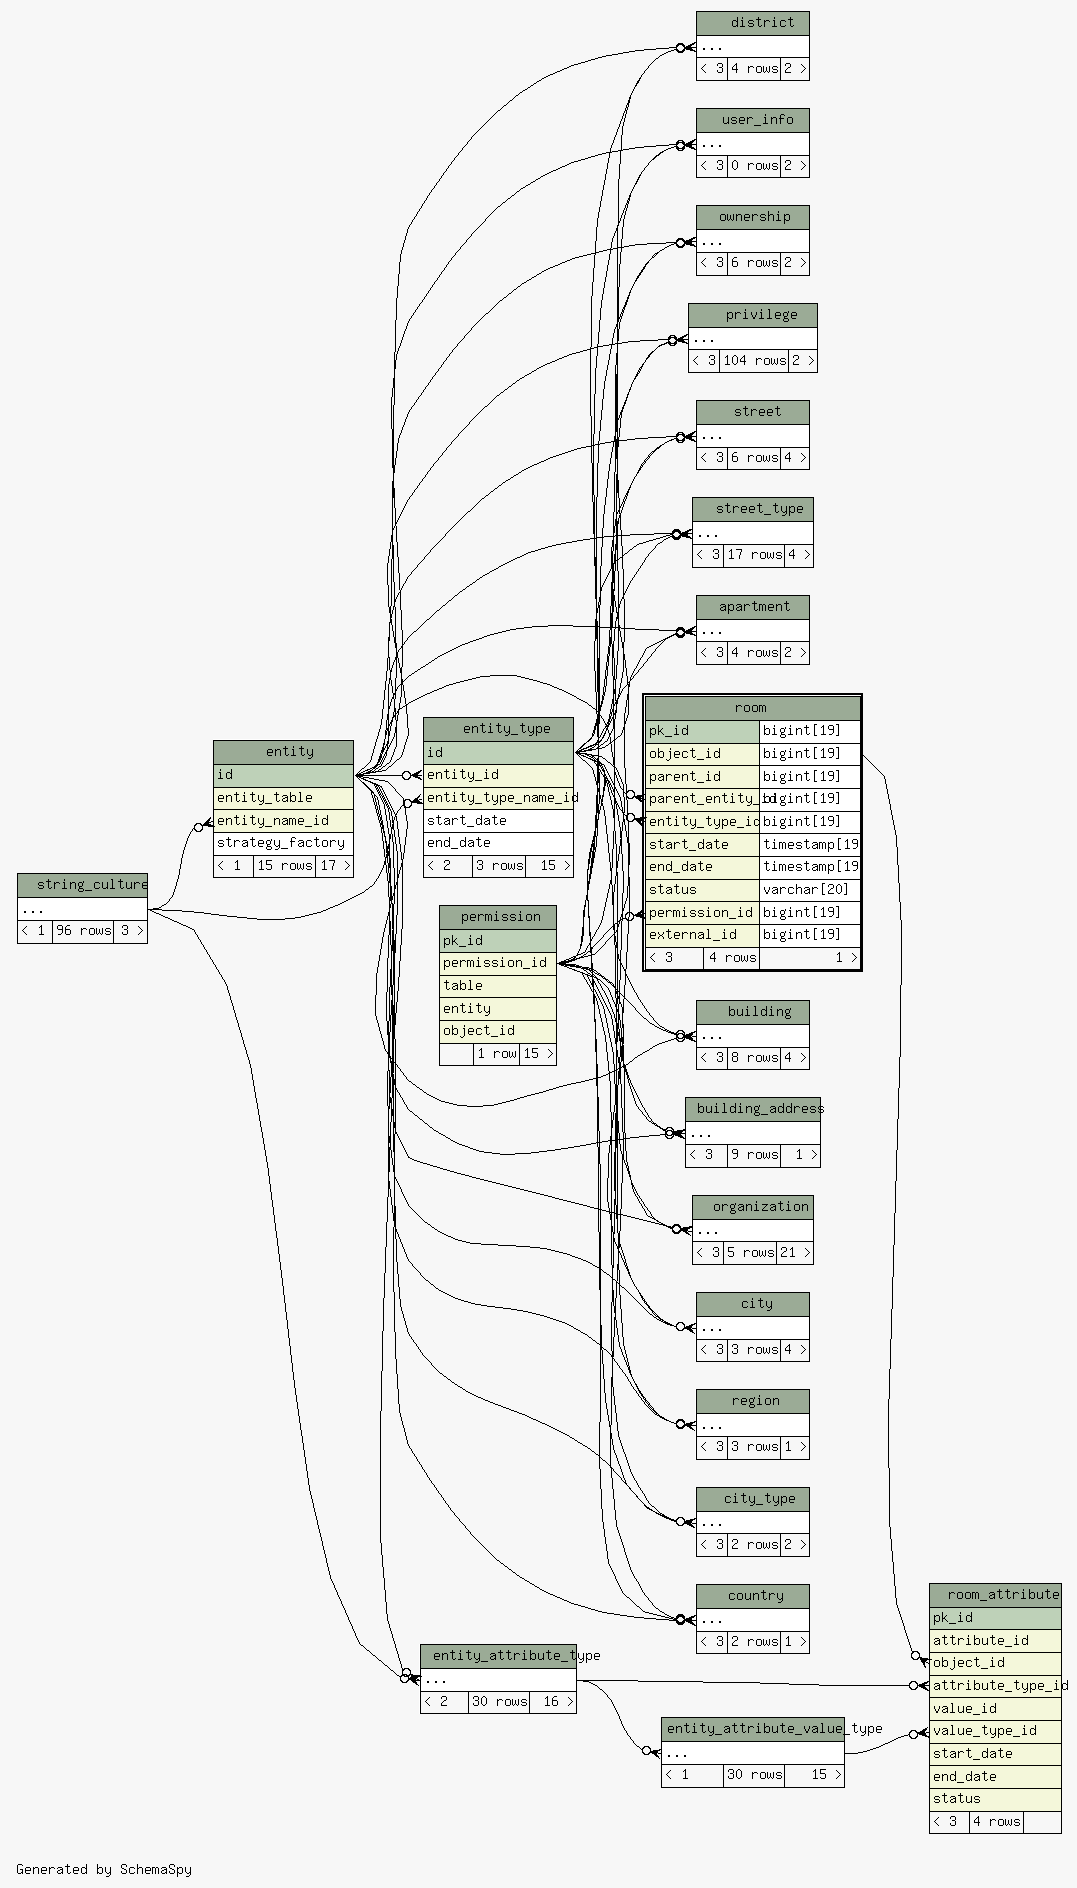 district
...
< 3 4 rows 2 >
user_info
...
< 3 0 rows 2 >
ownership
...
< 3 6 rows 2 >
privilege
...
< 3 104 rows 2 >
street
...
< 3 6 rows 4 >
street_type
...
< 3 17 rows 4 >
apartment
...
< 3 4 rows 2 >
room
pk_id bigint[19]
object_id bigint[19]
parent_id bigint[19]
parent_entity_id bigint[19]
entity_type_id bigint[19]
start_date timestamp[19
end_date timestamp[19
status varchar[20]
permission_id bigint[19]
external_id bigint[19]
< 3 4 rows 1 >
entity_type
id
entity_id
entity_type_name_id
start_date
end_date
< 2 3 rows 15 >
entity
id
entity_table
entity_name_id
strategy_factory
< 1 15 rows 17 >
string_culture
...
< 1 96 rows 3 >
permission
pk_id
permission_id
table
entity
object_id
1 row 15 >
building
...
< 3 8 rows 4 >
building_address
...
< 3 9 rows 1 >
organization
...
< 3 5 rows 21 >
city
...
< 3 3 rows 4 >
region
...
< 3 3 rows 1 >
city_type
...
< 3 2 rows 2 >
country
...
< 3 2 rows 1 >
entity_attribute_type
...
< 2 30 rows 16 >
entity_attribute_value_type
...
< 1 30 rows 15 >
room_attribute
pk_id
attribute_id
object_id
attribute_type_id
value_id
value_type_id
start_date
end_date
status
< 3 4 rows
Generated by SchemaSpy